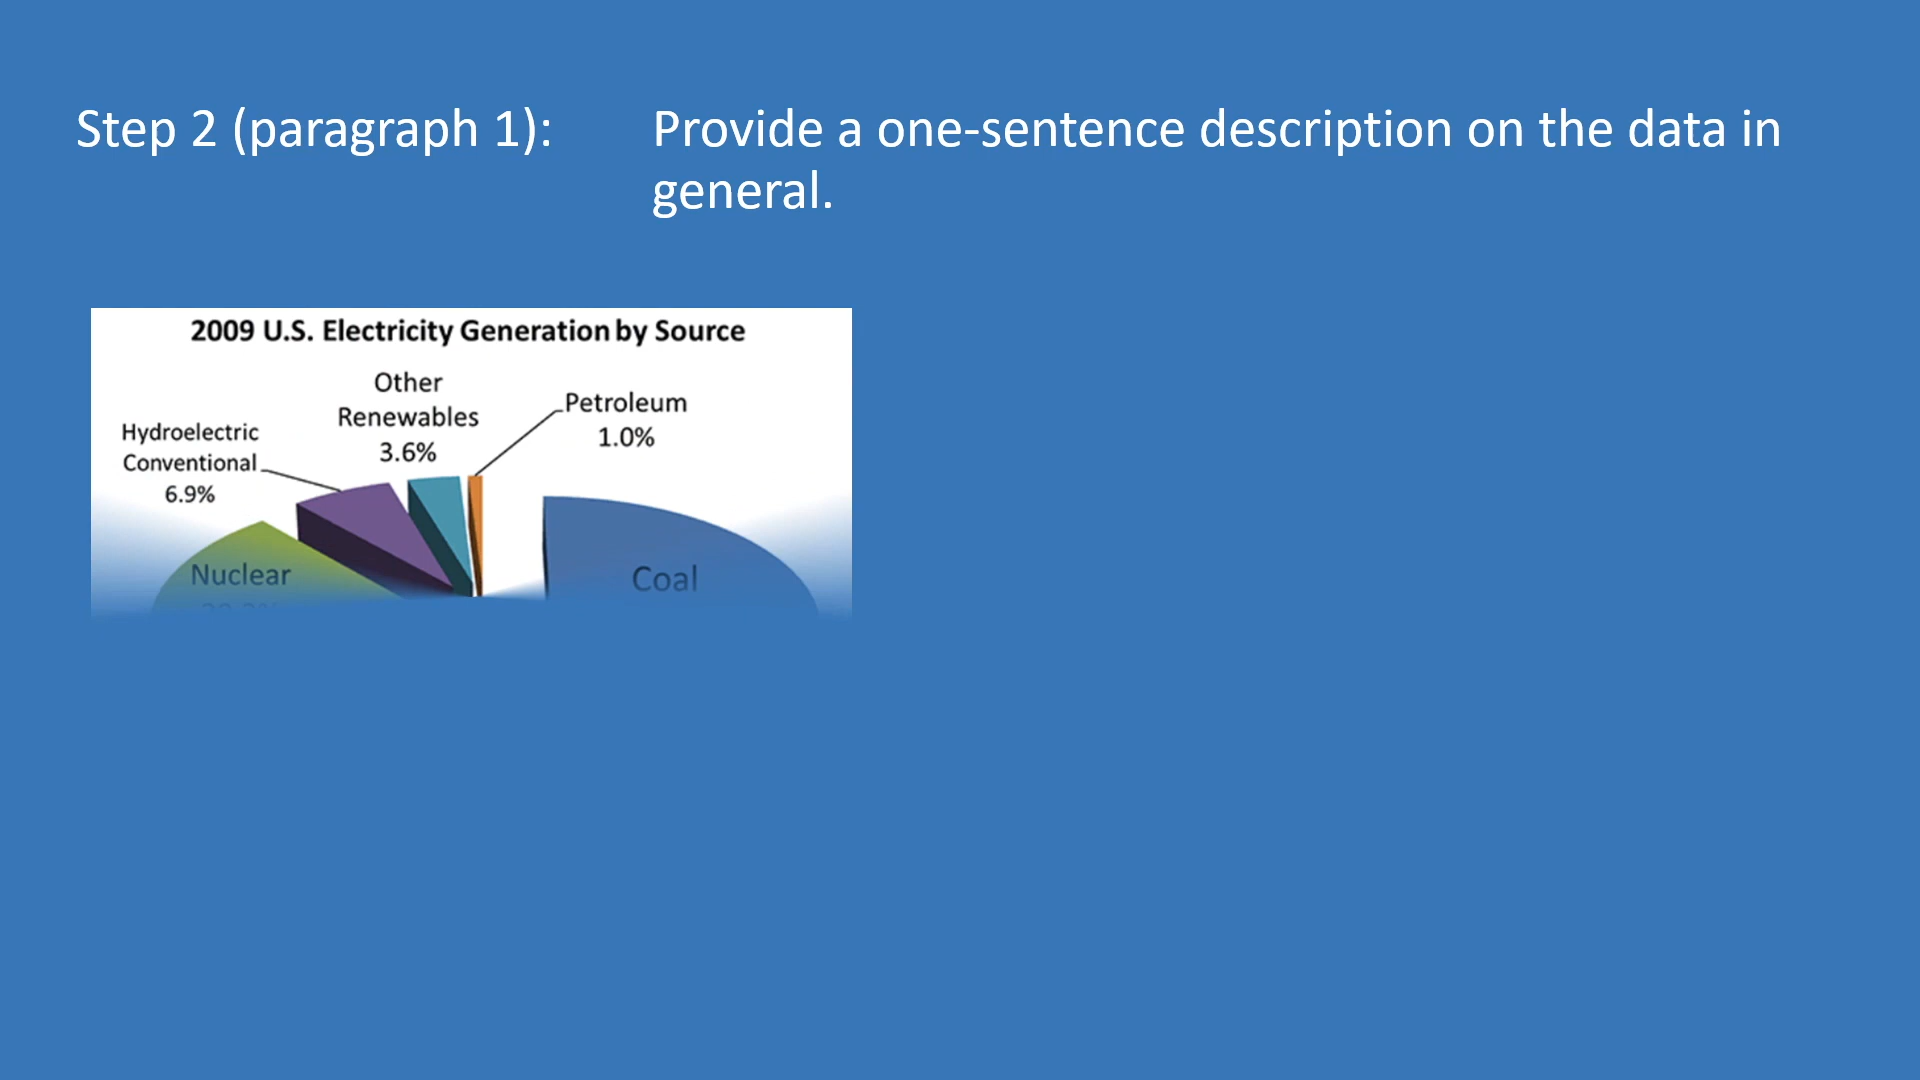 Step 2 (paragraph 1):
Provide a one-sentence description on the data in
general.
2009 U.S. Electricity Generation by Source
Other
Renewables
3.6%
Petroleum
1.0%
Hydroelectric
Conventional
6.9%
Nuclear
Coal